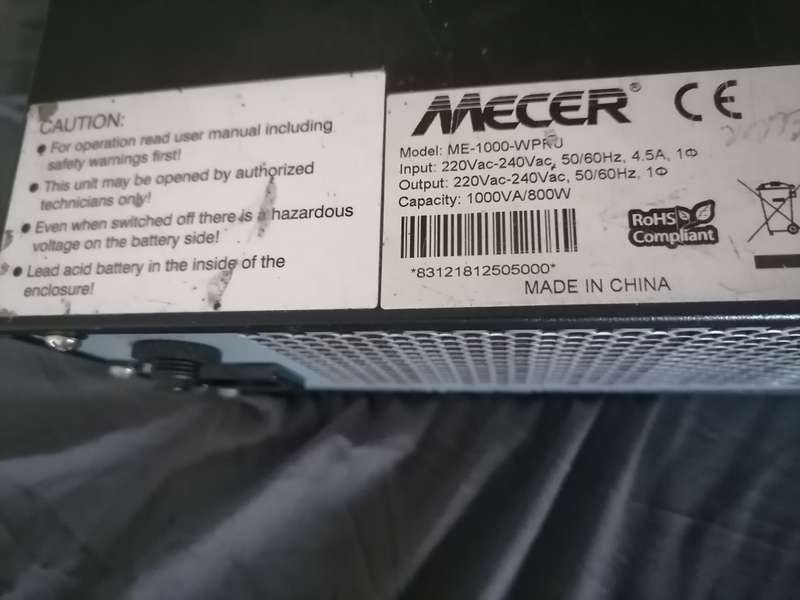 CAUTION:
● For operation read user manual including
safety warnings first!
● This unit may be opened by authorized
technicians only!
● Even when switched off there is a hazardous
voltage on the battery side!
● Lead acid battery in the inside of the
enclosure!
MECER® CE
Model: ME-1000-WPRU
Input: 220Vac-240Vac, 50/60Hz, 4.5A, 1Φ
Output: 220Vac-240Vac, 50/60Hz, 1Φ
Capacity: 1000VA/800W
RoHS
Compliant
*83121812505000*
MADE IN CHINA